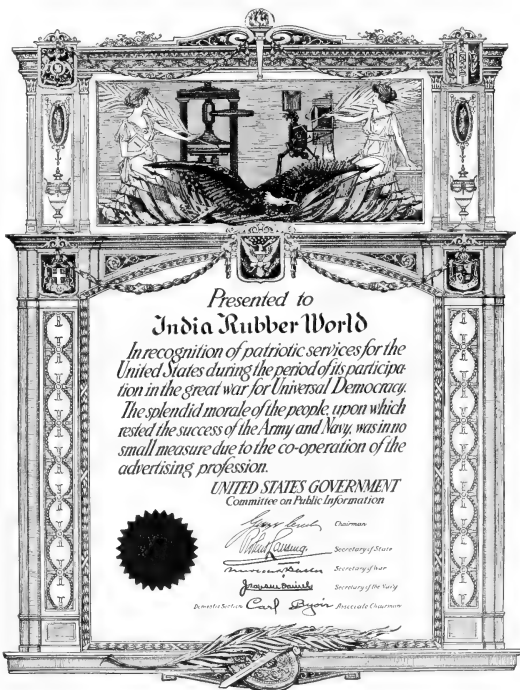 Presented to
India Rubber World
In recognition of patriotic services for the
United States during the period of its participa-
tion in the great war for Universal Democracy.
The splendid morale of the people, upon which
rested the success of the Army and Navy, was in no
small measure due to the co-operation of the
advertising profession.
UNITED STATES GOVERNMENT
Committee on Public Information
Chairman
Robert Lansing Secretary of State
Secretary of War
Josephus Daniels Secretary of the Navy
Domestic Section Carl Byoir Associate Chairman